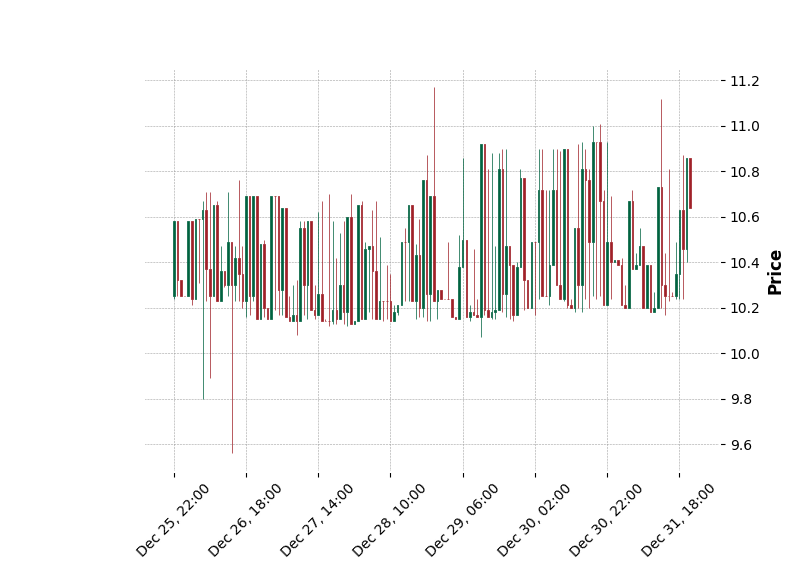 11.2
11.0
10.8
10.6
10.4
10.2
10.0
9.8
9.6
Price
Dec 25, 22:00
Dec 26, 18:00
Dec 27, 14:00
Dec 28, 10:00
Dec 29, 06:00
Dec 30, 02:00
Dec 30, 22:00
Dec 31, 18:00